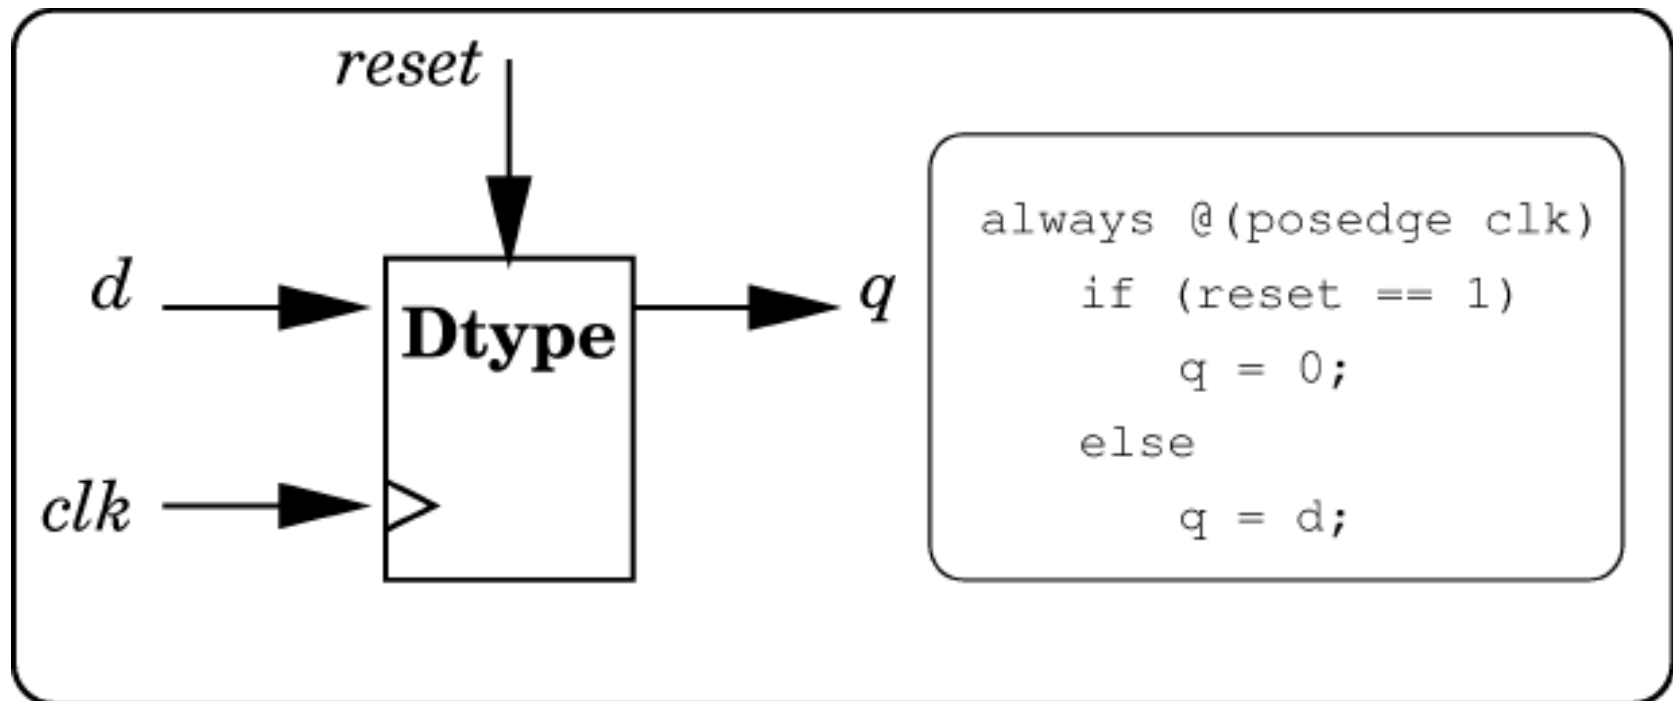 reset
d
Dtype
q
clk
always @(posedge clk)
if (reset == 1)
q = 0;
else
q = d;